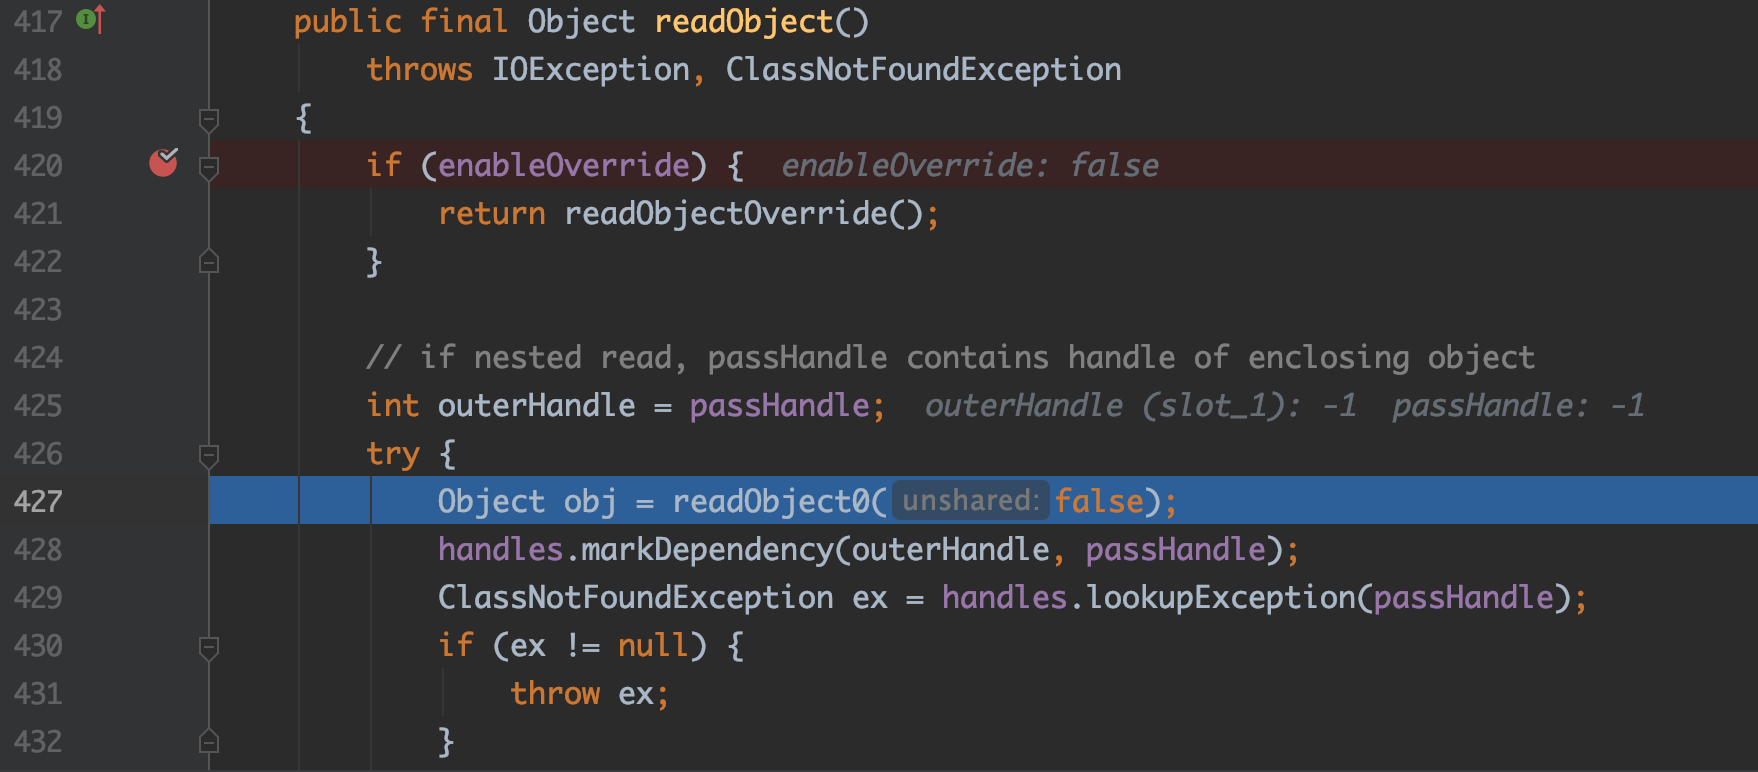 417 I public final Object readObject()
418 throws IOException, ClassNotFoundException
419 {
420 if (enableOverride) { enableOverride: false
421 return readObjectOverride();
422 }
423
424 // if nested read, passHandle contains handle of enclosing object
425 int outerHandle = passHandle; outerHandle (slot_1): -1 passHandle: -1
426 try {
427 Object obj = readObject0( unshared: false);
428 handles.markDependency(outerHandle, passHandle);
429 ClassNotFoundException ex = handles.lookupException(passHandle);
430 if (ex != null) {
431 throw ex;
432 }